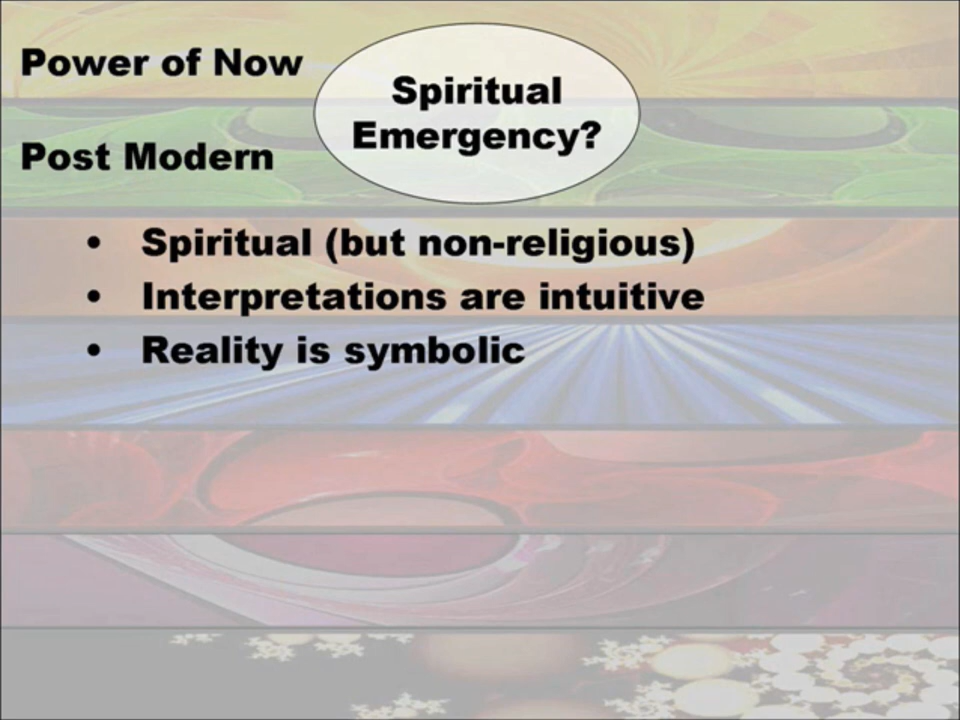 Power of Now
Spiritual
Emergency?
Post Modern
• Spiritual (but non-religious)
• Interpretations are intuitive
• Reality is symbolic